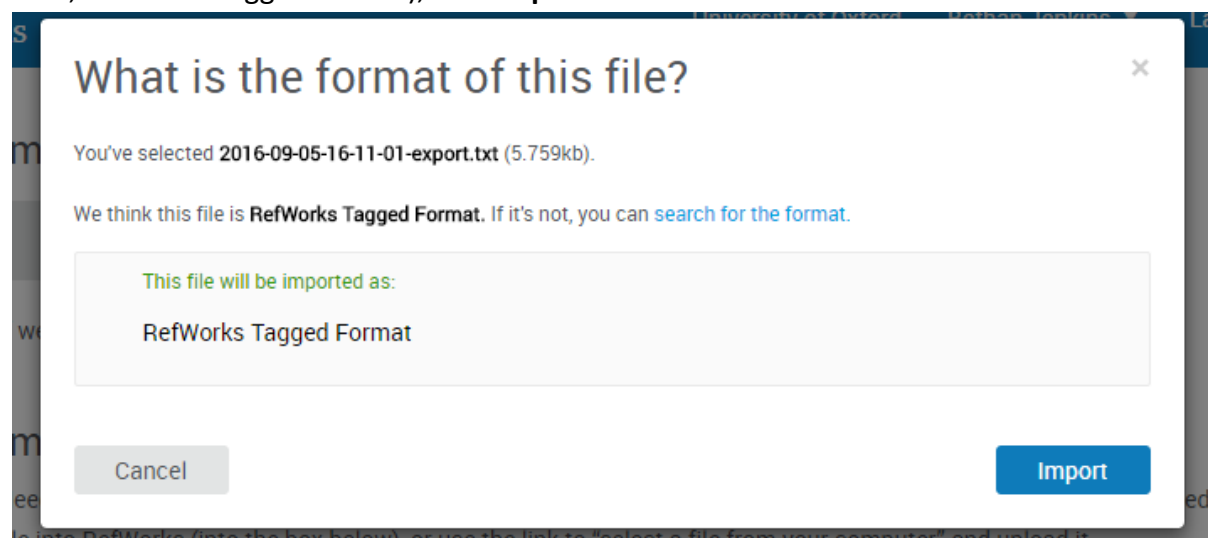 S
What is the format of this file?
×
You've selected 2016-09-05-16-11-01-export.txt (5.759kb).
We think this file is RefWorks Tagged Format. If it's not, you can search for the format.
This file will be imported as:
RefWorks Tagged Format
we
Cancel
Import